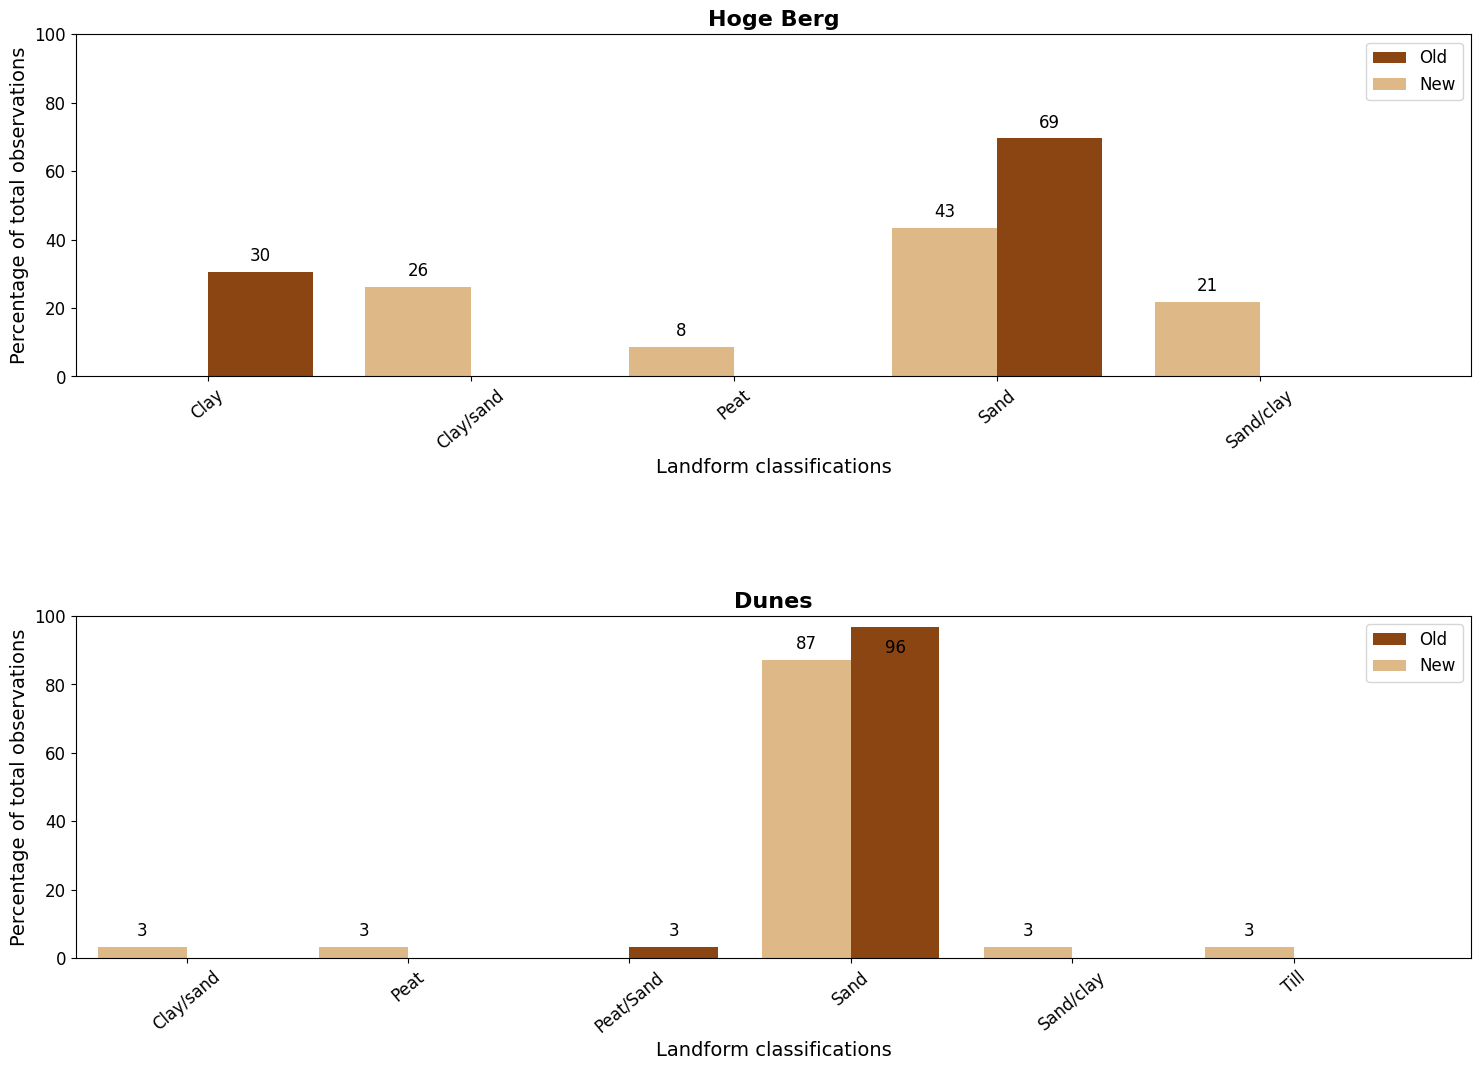 Hoge Berg
Percentage of total observations
100
80
60
40
20
0
Old
New
30
26
8
43
69
21
Clay
Clay/sand
Peat
Sand
Sand/clay
Landform classifications
Dunes
Percentage of total observations
100
80
60
40
20
0
Old
New
3
3
3
87
96
3
3
Clay/sand
Peat
Peat/Sand
Sand
Sand/clay
Till
Landform classifications